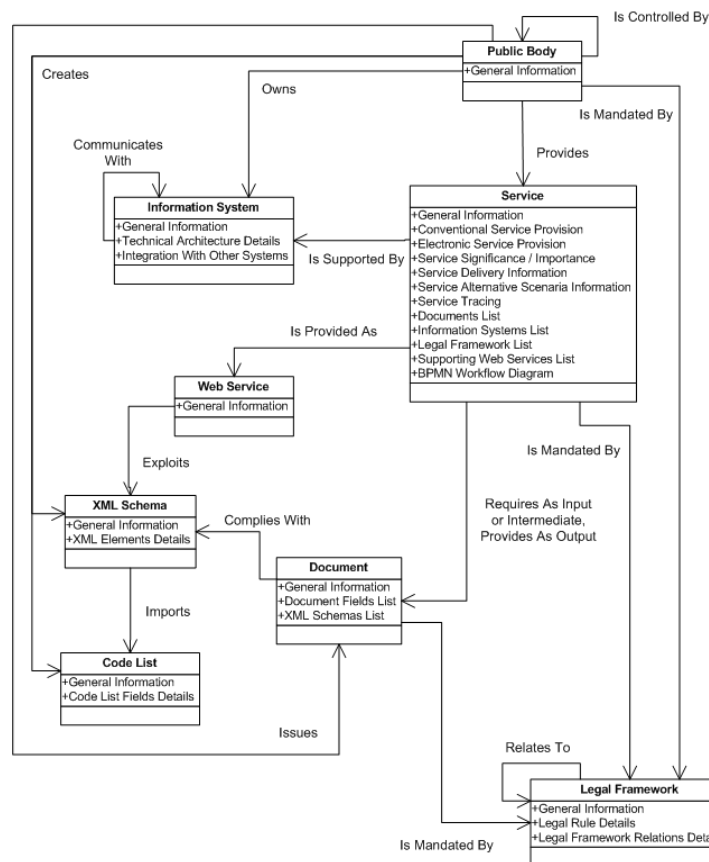 Is Controlled By
Public Body
+General Information
Creates
Owns
Is Mandated By
Communicates
With
Provides
Information System
+General Information
+Technical Architecture Details
+Integration With Other Systems
Service
+General Information
+Conventional Service Provision
+Electronic Service Provision
+Service Significance / Importance
+Service Delivery Information
+Service Alternative Scenaria Information
+Service Tracing
+Documents List
+Information Systems List
+Legal Framework List
+Supporting Web Services List
+BPMN Workflow Diagram
Is Supported By
Is Provided As
Web Service
+General Information
Is Mandated By
Exploits
XML Schema
+General Information
+XML Elements Details
Complies With
Requires As Input
or Intermediate,
Provides As Output
Document
+General Information
+Document Fields List
+XML Schemas List
Imports
Code List
+General Information
+Code List Fields Details
Issues
Relates To
Legal Framework
+General Information
+Legal Rule Details
+Legal Framework Relations Deta
Is Mandated By